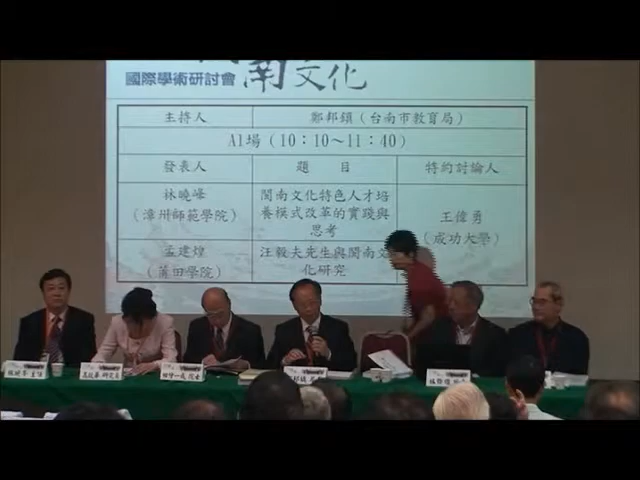 國際學術研討會
南文化
主持人 鄭邦鎮(台南市教育局)
A1場(10:10～11:40)
發表人 題 目 特約討論人
林曉峰
(漳州師範學院)
閩南文化特色人才培
養模式改革的實踐與
思考
王偉勇
(成功大學)
孟建煌
(莆田學院)
汪毅夫先生與閩南文
化研究